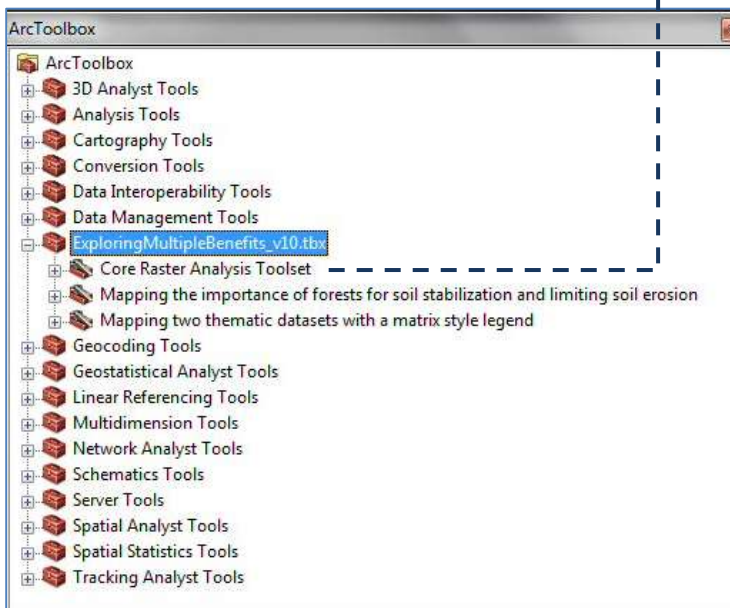 ArcToolbox
ArcToolbox
3D Analyst Tools
Analysis Tools
Cartography Tools
Conversion Tools
Data Interoperability Tools
Data Management Tools
ExploringMultipleBenefits_v10.tbx
Core Raster Analysis Toolset
Mapping the importance of forests for soil stabilization and limiting soil erosion
Mapping two thematic datasets with a matrix style legend
Geocoding Tools
Geostatistical Analyst Tools
Linear Referencing Tools
Multidimension Tools
Network Analyst Tools
Schematics Tools
Server Tools
Spatial Analyst Tools
Spatial Statistics Tools
Tracking Analyst Tools